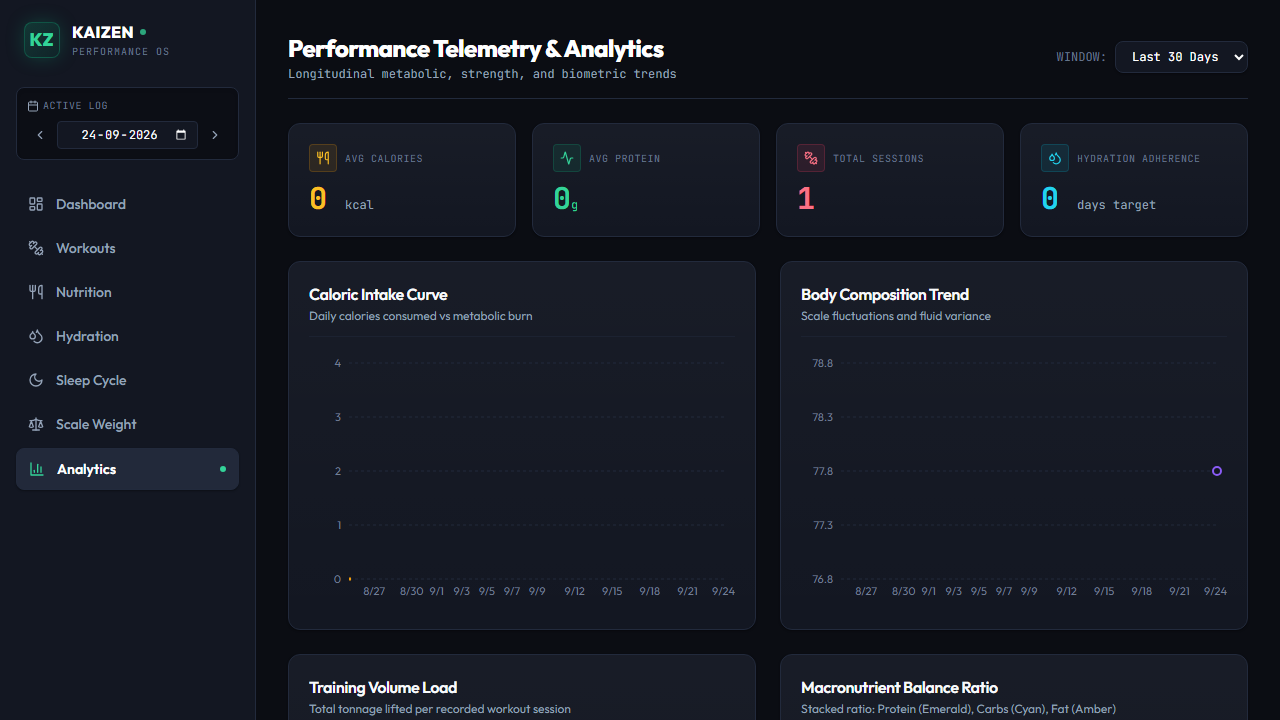 KZ
KAIZEN
PERFORMANCE OS
ACTIVE LOG
24-09-2026
Dashboard
Workouts
Nutrition
Hydration
Sleep Cycle
Scale Weight
Analytics
Performance Telemetry & Analytics
Longitudinal metabolic, strength, and biometric trends
WINDOW: Last 30 Days
AVG CALORIES
0 kcal
AVG PROTEIN
0g
TOTAL SESSIONS
1
HYDRATION ADHERENCE
0 days target
Caloric Intake Curve
Daily calories consumed vs metabolic burn
4
3
2
1
0
8/27 8/30 9/1 9/3 9/5 9/7 9/9 9/12 9/15 9/18 9/21 9/24
Body Composition Trend
Scale fluctuations and fluid variance
78.8
78.3
77.8
77.3
76.8
8/27 8/30 9/1 9/3 9/5 9/7 9/9 9/12 9/15 9/18 9/21 9/24
Training Volume Load
Total tonnage lifted per recorded workout session
Macronutrient Balance Ratio
Stacked ratio: Protein (Emerald), Carbs (Cyan), Fat (Amber)